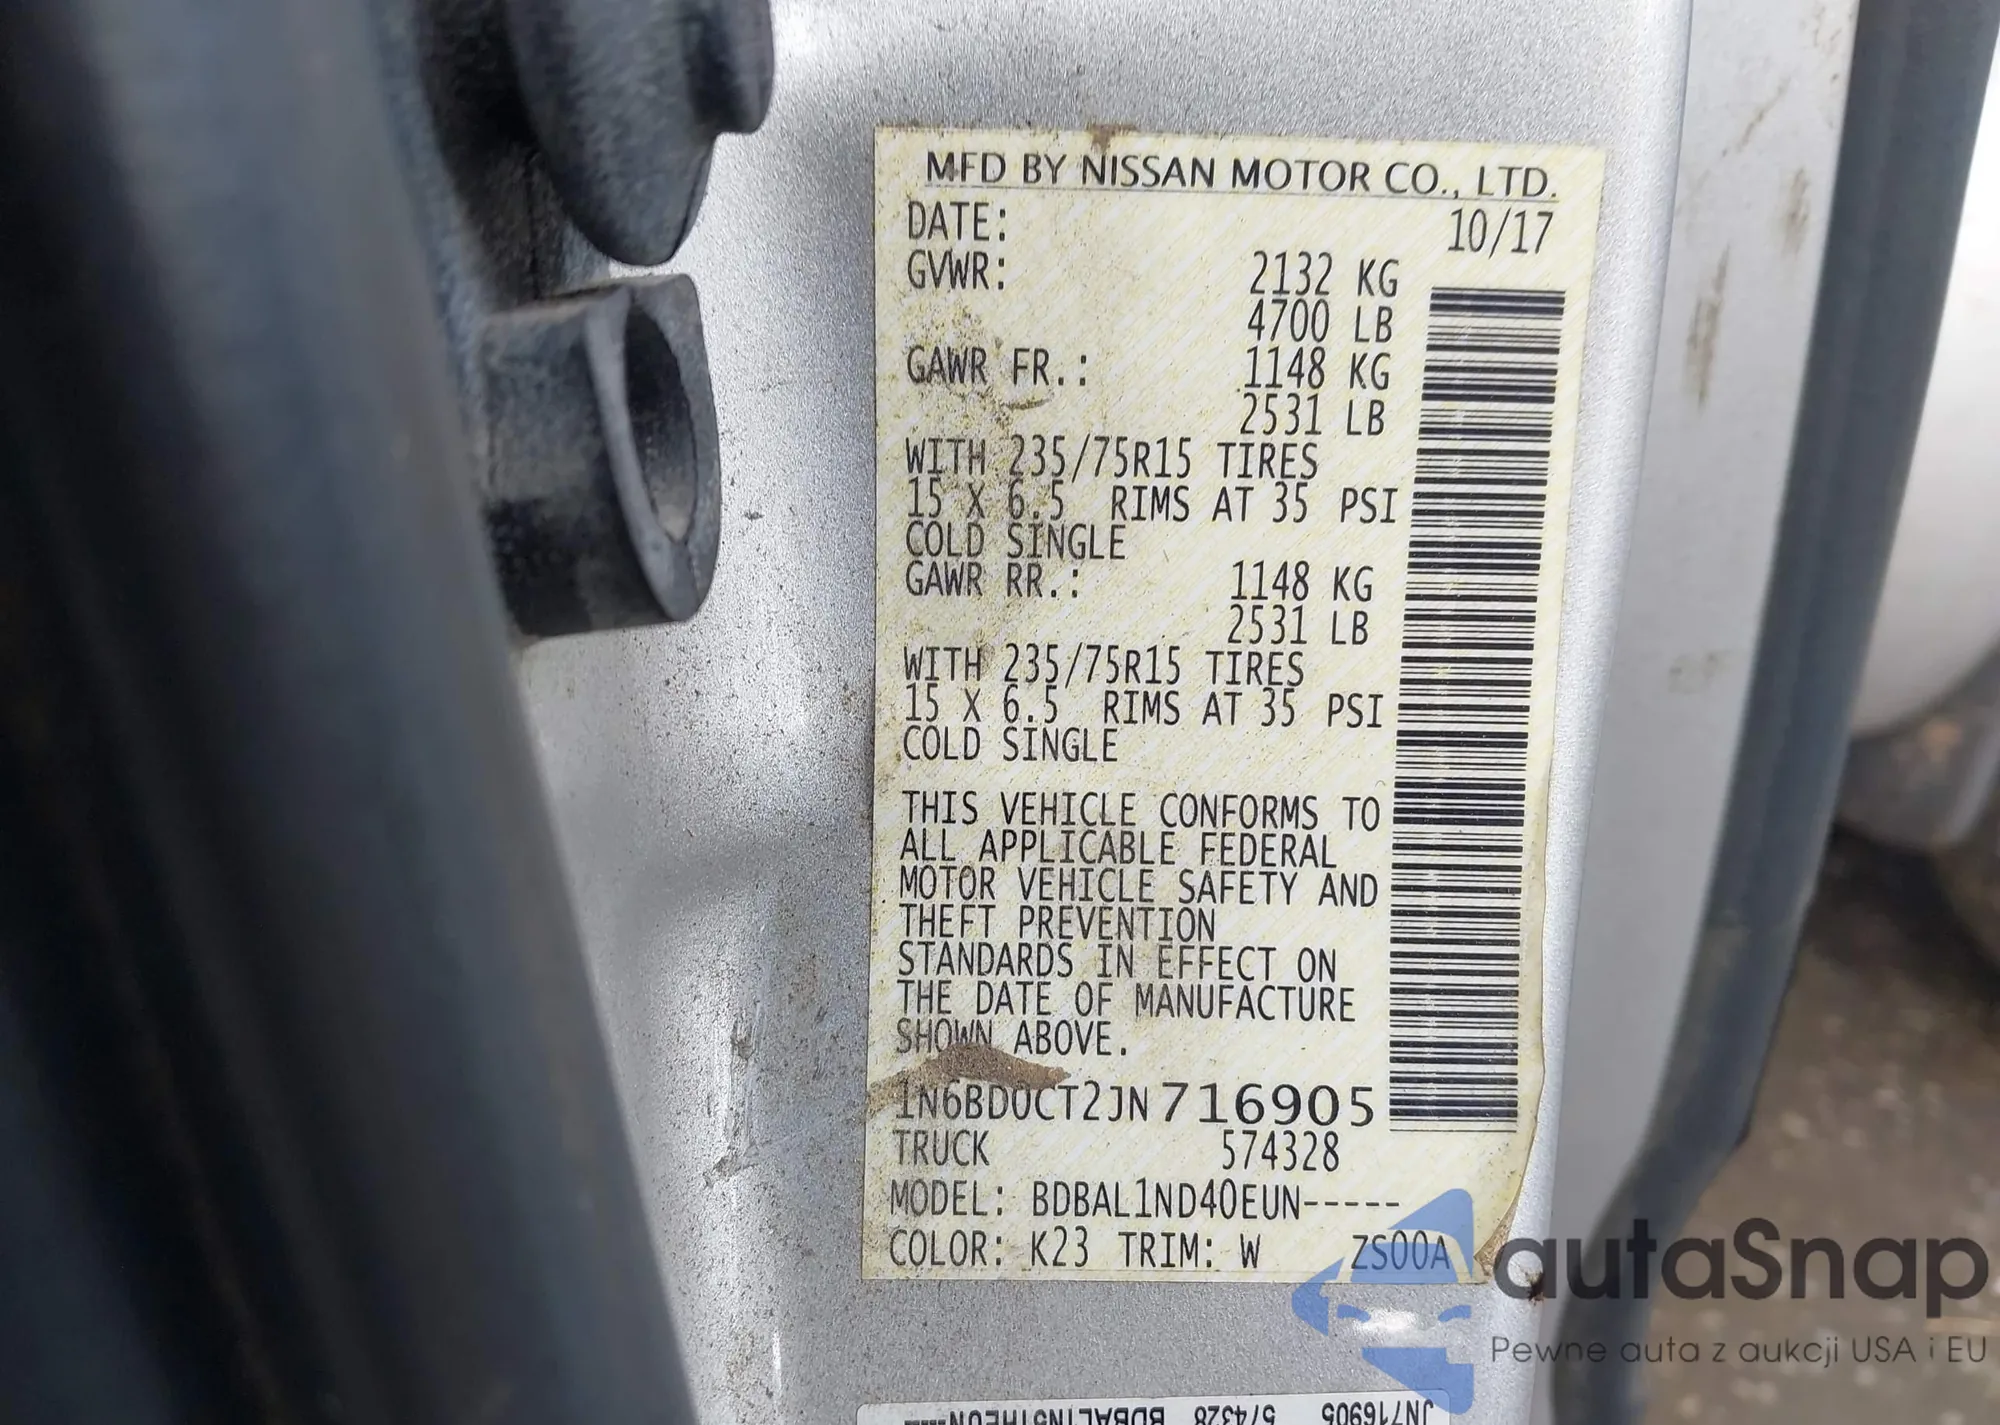 MFD BY NISSAN MOTOR CO., LTD.
DATE: 10/17
GVWR: 2132 KG
4700 LB
GAWR FR.: 1148 KG
2531 LB
WITH 235/75R15 TIRES
15 X 6.5 RIMS AT 35 PSI
COLD SINGLE
GAWR RR.: 1148 KG
2531 LB
WITH 235/75R15 TIRES
15 X 6.5 RIMS AT 35 PSI
COLD SINGLE
THIS VEHICLE CONFORMS TO
ALL APPLICABLE FEDERAL
MOTOR VEHICLE SAFETY AND
THEFT PREVENTION
STANDARDS IN EFFECT ON
THE DATE OF MANUFACTURE
SHOWN ABOVE.
1N6BD0CT2JN716905
TRUCK 574328
MODEL: BDBAL1ND40EUN-----
COLOR: K23 TRIM: W ZS00A
autaSnap
Pewne auta z aukcji USA i EU
JN716905 574328